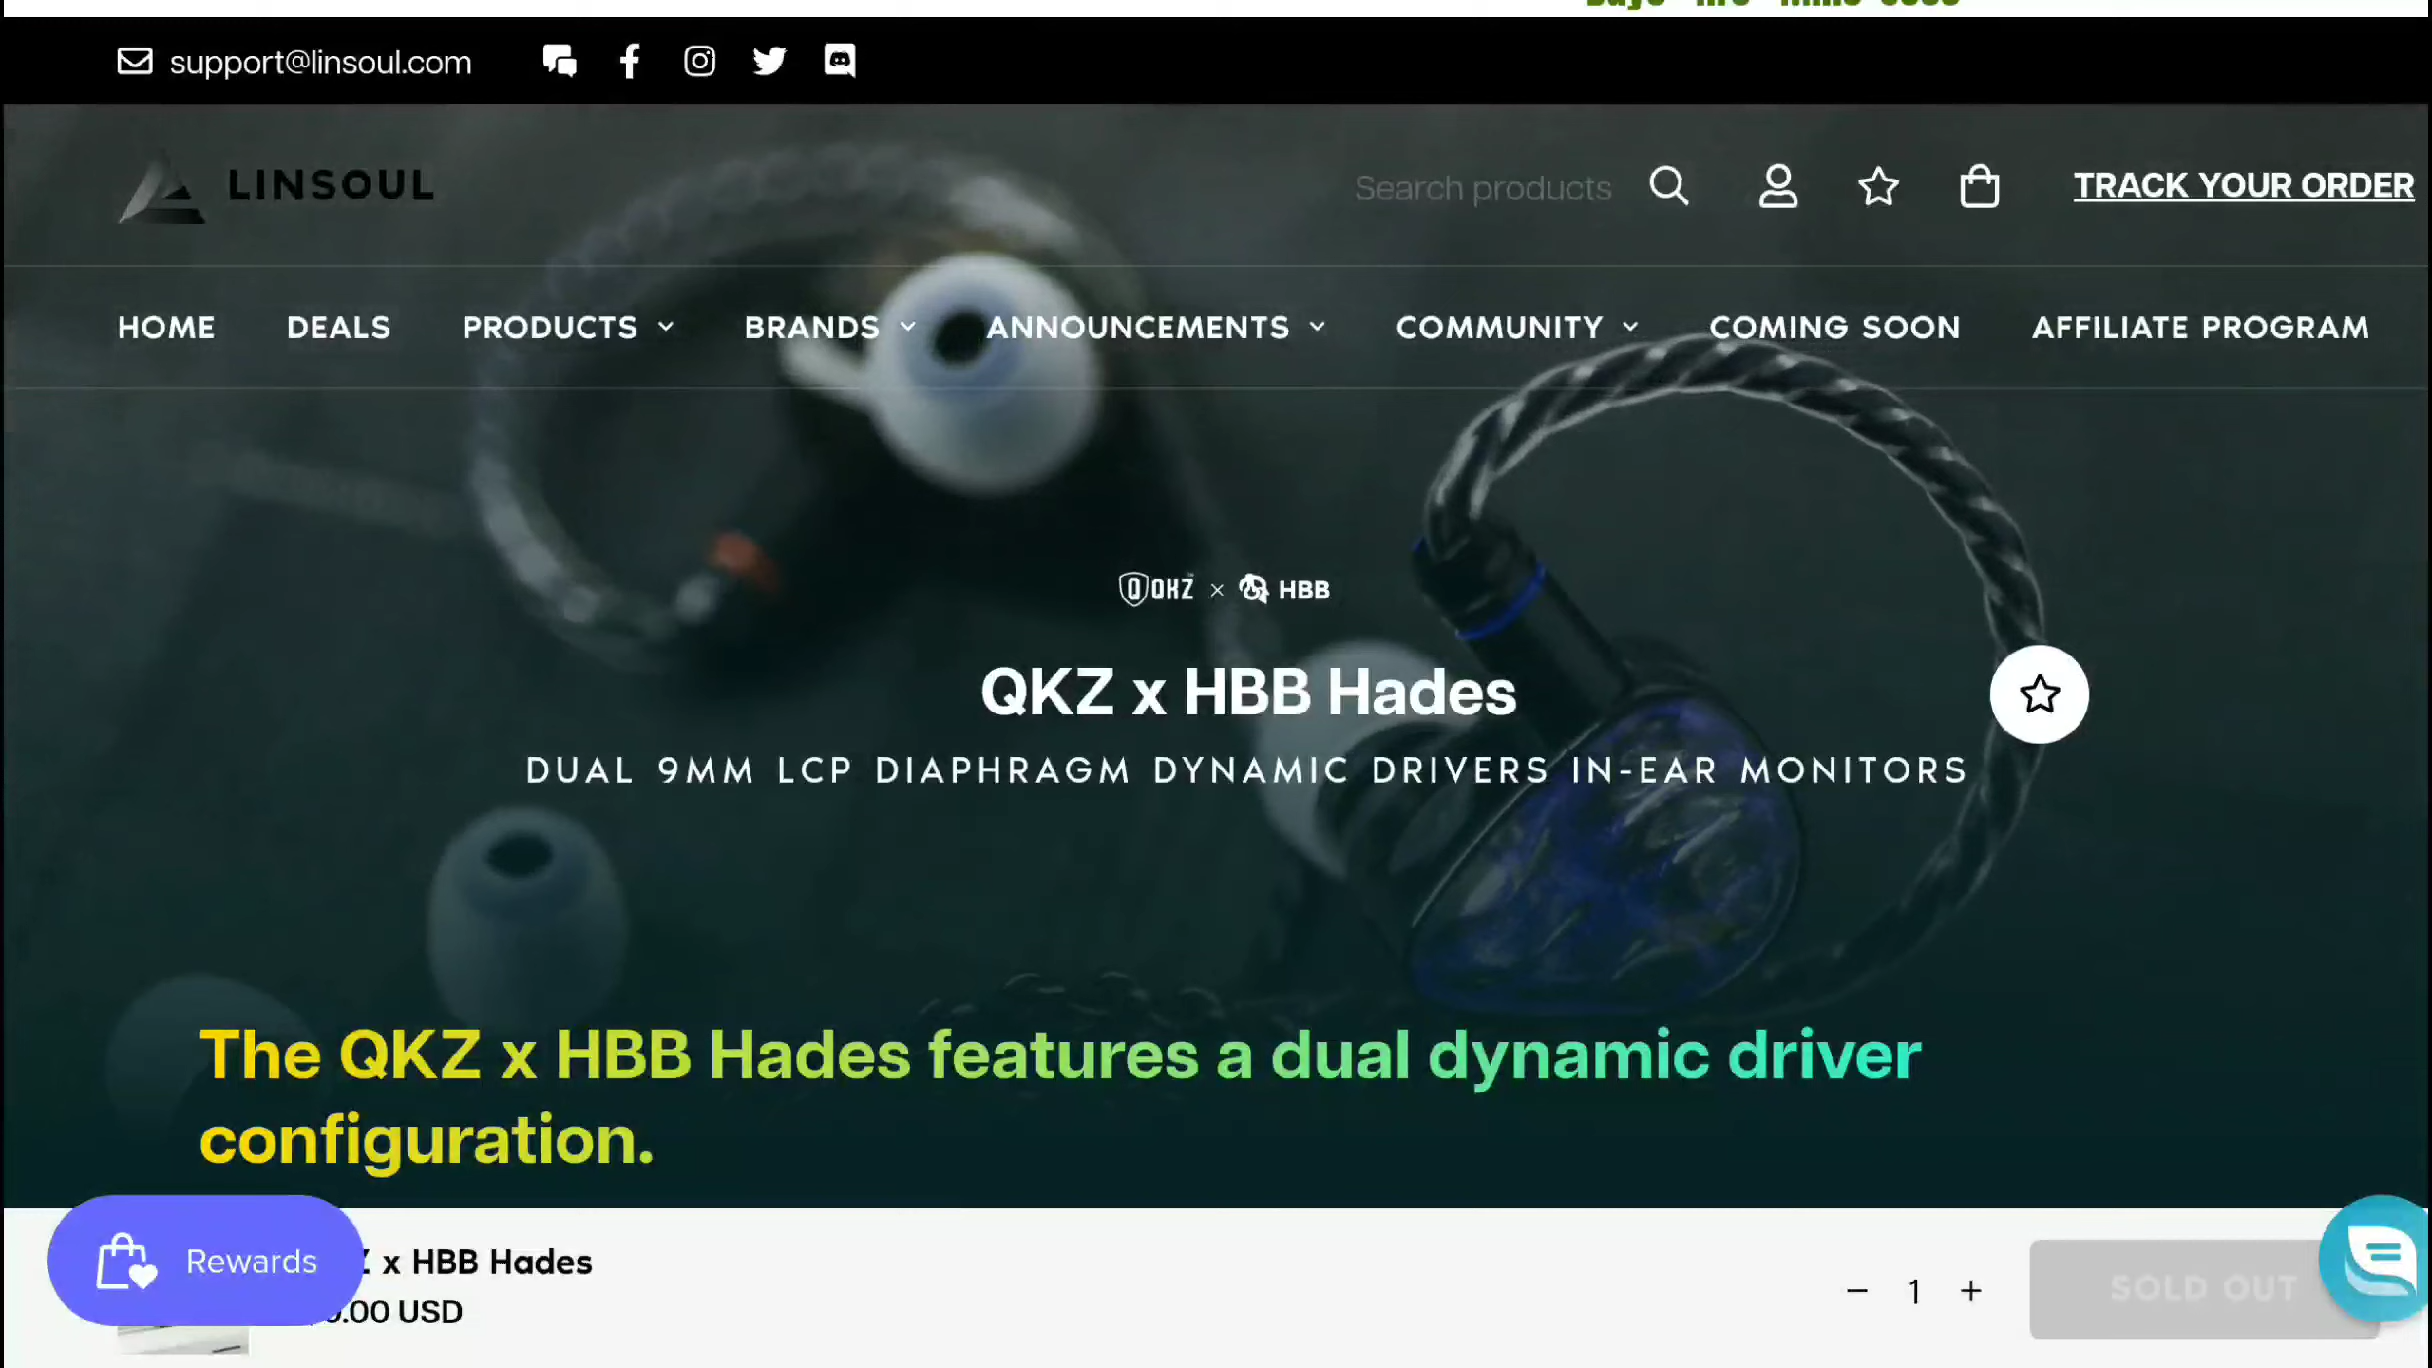 support@linsoul.com
LINSOUL
Search products
TRACK YOUR ORDER
HOME DEALS PRODUCTS BRANDS ANNOUNCEMENTS COMMUNITY COMING SOON AFFILIATE PROGRAM
QKZ x HBB
QKZ x HBB Hades
DUAL 9MM LCP DIAPHRAGM DYNAMIC DRIVERS IN-EAR MONITORS
The QKZ x HBB Hades features a dual dynamic driver
configuration.
Rewards
x HBB Hades
.00 USD
− 1 +
SOLD OUT